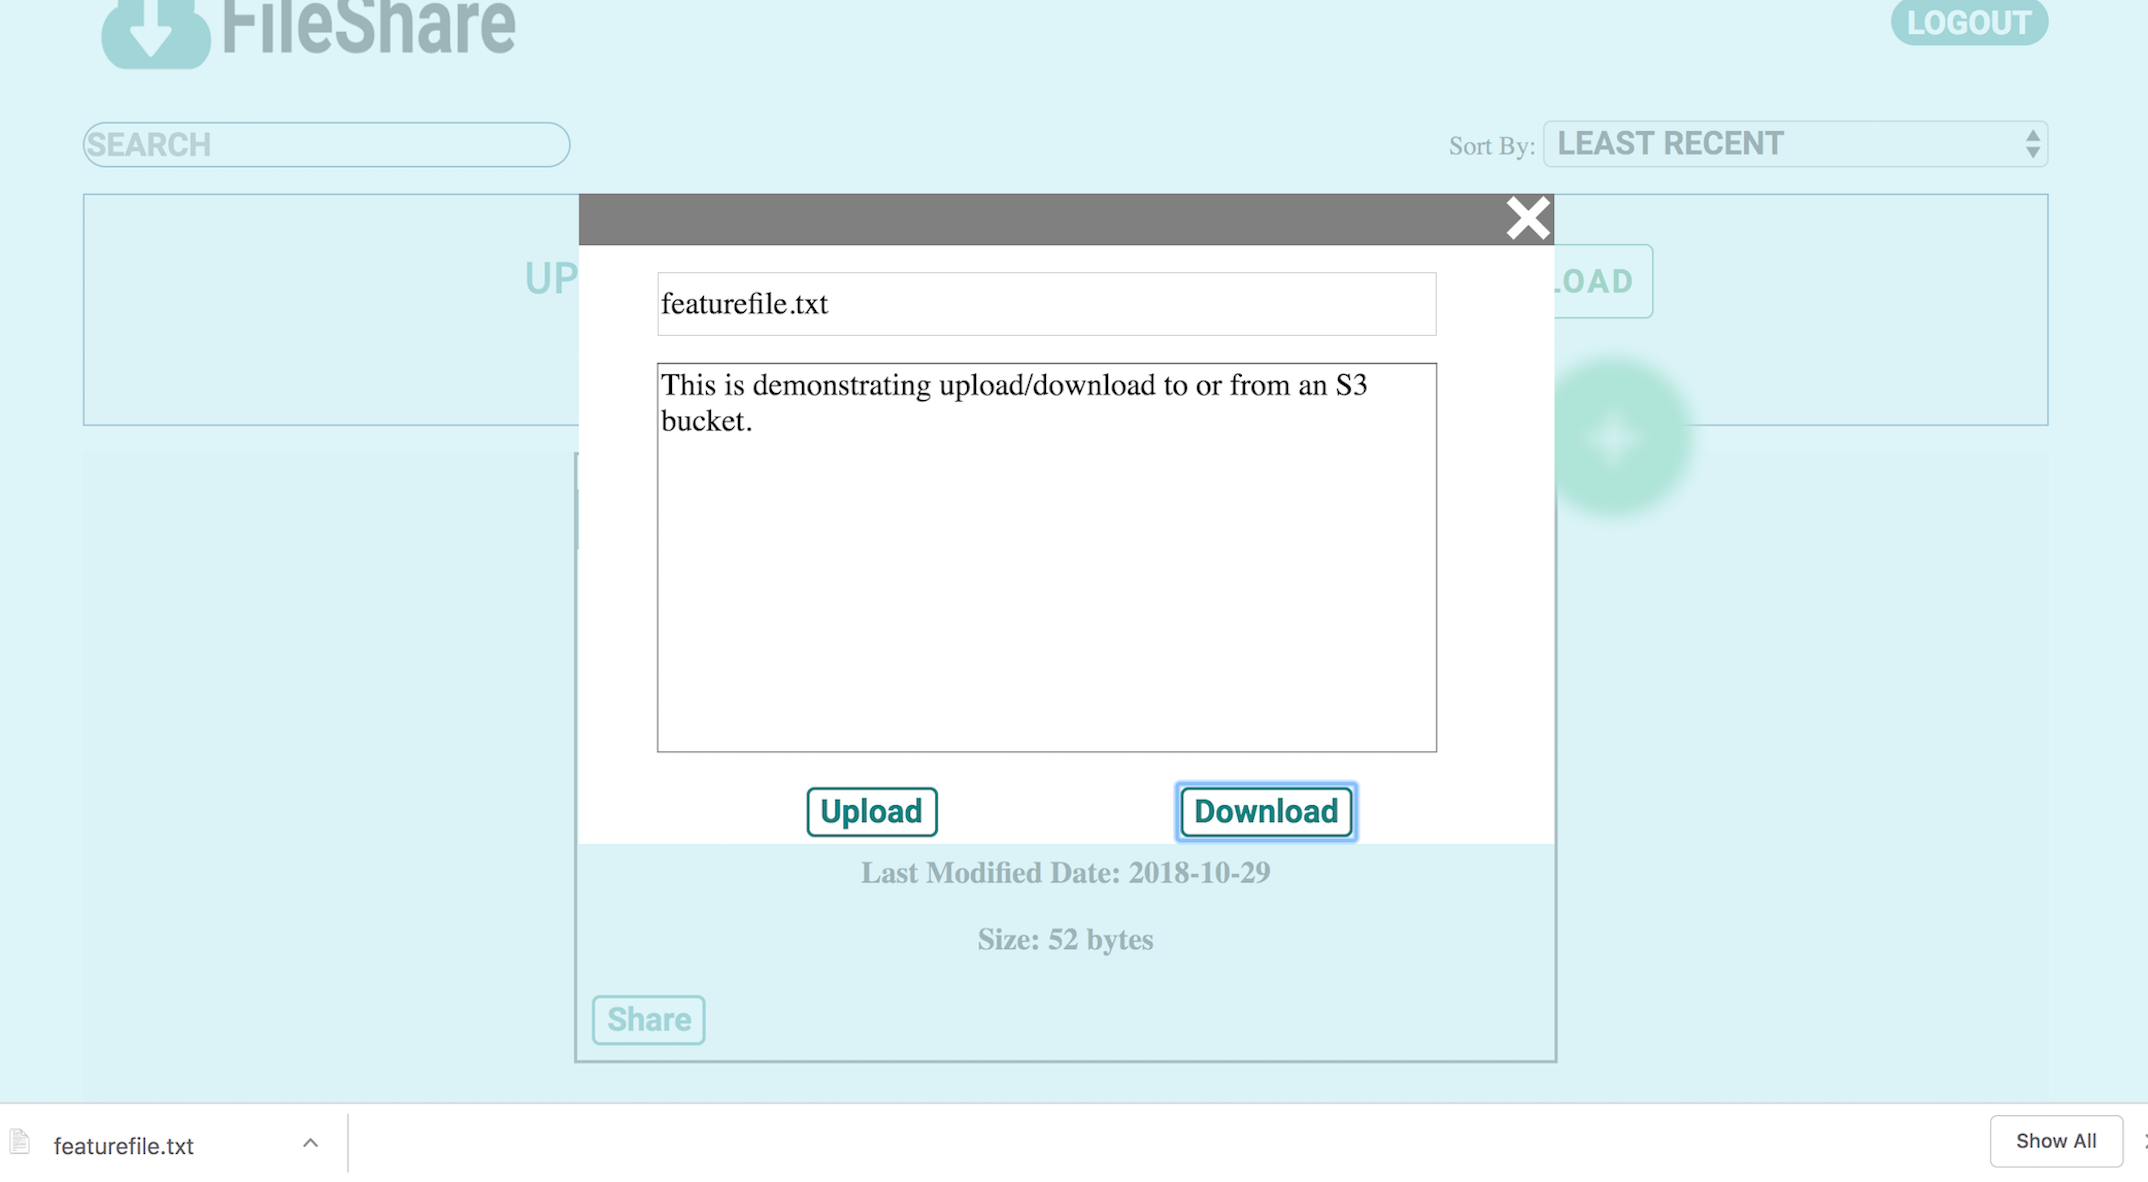 FileShare
LOGOUT
SEARCH
Sort By: LEAST RECENT
UP
LOAD
featurefile.txt
This is demonstrating upload/download to or from an S3
bucket.
Upload
Download
Last Modified Date: 2018-10-29
Size: 52 bytes
Share
featurefile.txt
Show All